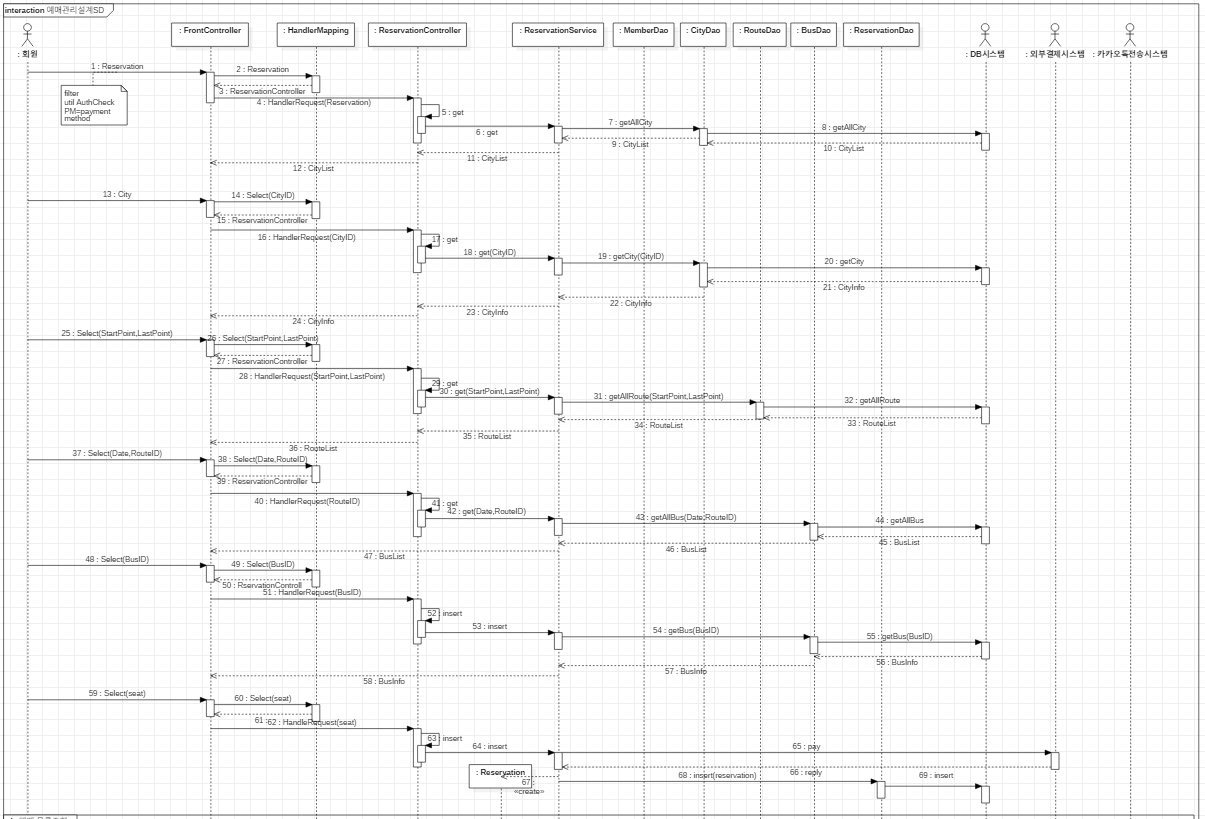 interaction 예매관리설계SD
: 회원
: FrontController
: HandlerMapping
: ReservationController
: ReservationService
: MemberDao
: CityDao
: RouteDao
: BusDao
: ReservationDao
: DB시스템
: 외부결제시스템
: 카카오톡전송시스템
1 : Reservation
2 : Reservation
filter
util AuthCheck
PM=payment
method
3 : ReservationController
4 : HandlerRequest(Reservation)
5 : get
6 : get
7 : getAllCity
8 : getAllCity
9 : CityList
10 : CityList
11 : CityList
12 : CityList
13 : City
14 : Select(CityID)
15 : ReservationController
16 : HandlerRequest(CityID)
17 : get
18 : get(CityID)
19 : getCity(CityID)
20 : getCity
21 : CityInfo
22 : CityInfo
23 : CityInfo
24 : CityInfo
25 : Select(StartPoint,LastPoint)
26 : Select(StartPoint,LastPoint)
27 : ReservationController
28 : HandlerRequest(StartPoint,LastPoint)
29 : get
30 : get(StartPoint,LastPoint)
31 : getAllRoute(StartPoint,LastPoint)
32 : getAllRoute
33 : RouteList
34 : RouteList
35 : RouteList
36 : RouteList
37 : Select(Date,RouteID)
38 : Select(Date,RouteID)
39 : ReservationController
40 : HandlerRequest(RouteID)
41 : get
42 : get(Date,RouteID)
43 : getAllBus(Date,RouteID)
44 : getAllBus
45 : BusList
46 : BusList
47 : BusList
48 : Select(BusID)
49 : Select(BusID)
50 : RservationControll
51 : HandlerRequest(BusID)
52 : insert
53 : insert
54 : getBus(BusID)
55 : getBus(BusID)
56 : BusInfo
57 : BusInfo
58 : BusInfo
59 : Select(seat)
60 : Select(seat)
61 :
62 : HandleRequest(seat)
63 : insert
64 : insert
65 : pay
66 : reply
: Reservation
67 :
«create»
68 : insert(reservation)
69 : insert